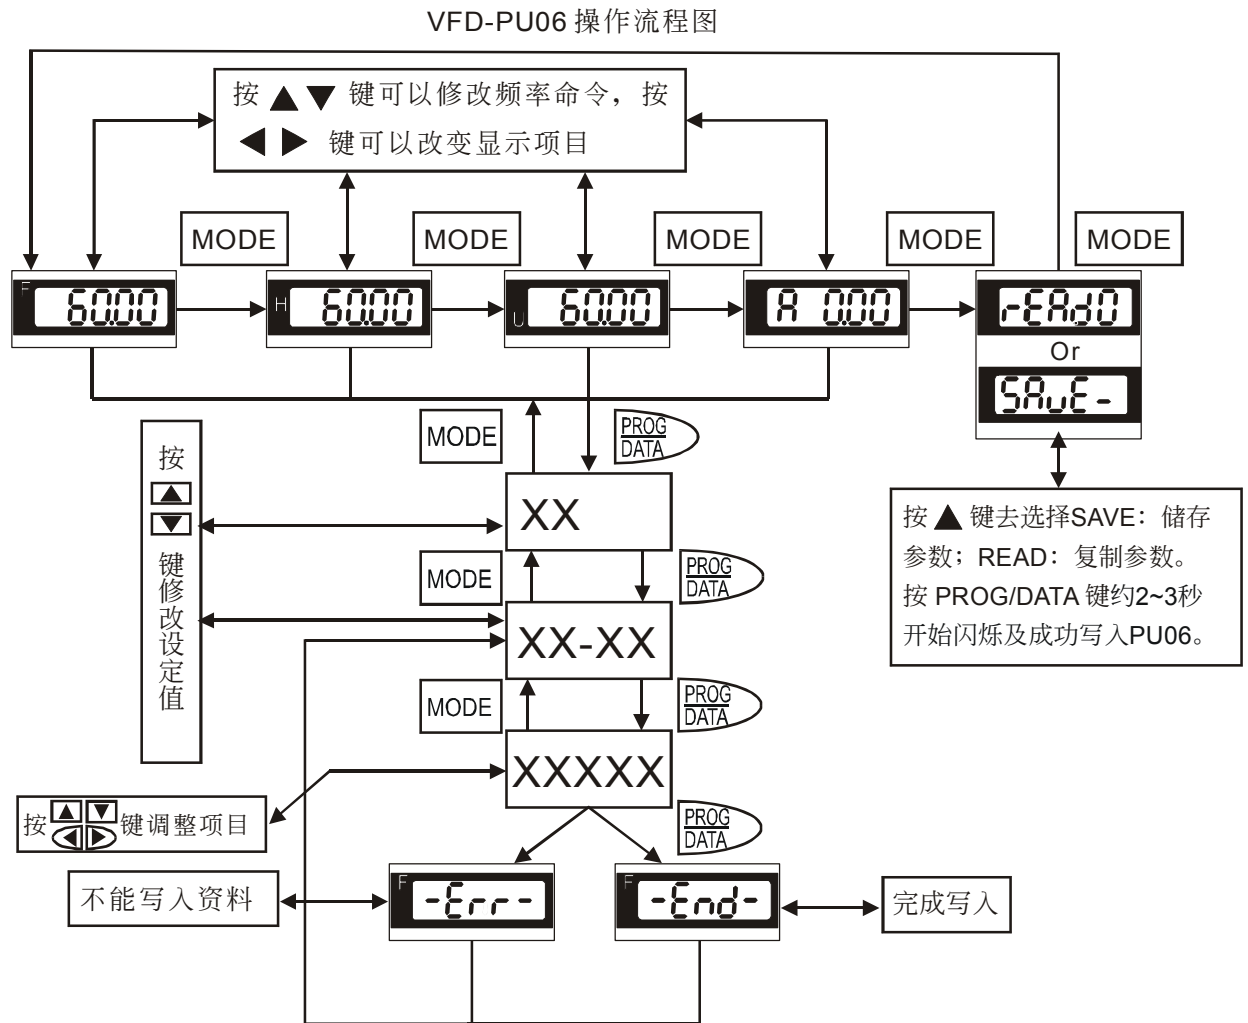 VFD-PU06 操作流程图
按 ▲ ▼ 键可以修改频率命令，按
◀ ▶ 键可以改变显示项目
MODE
MODE
MODE
MODE
MODE
F 60.00
H 60.00
U 60.00
A 0.00
rEAd0
Or
SAvE-
MODE
PROG
DATA
按
▲
▼
键修改设定值
XX
按 ▲ 键去选择SAVE：储存
参数；READ：复制参数。
按 PROG/DATA 键约2~3秒
开始闪烁及成功写入PU06。
MODE
PROG
DATA
XX-XX
MODE
PROG
DATA
XXXXX
按 ▲ ▼ ◀ ▶ 键调整项目
PROG
DATA
不能写入资料
F -Err-
F -End-
完成写入